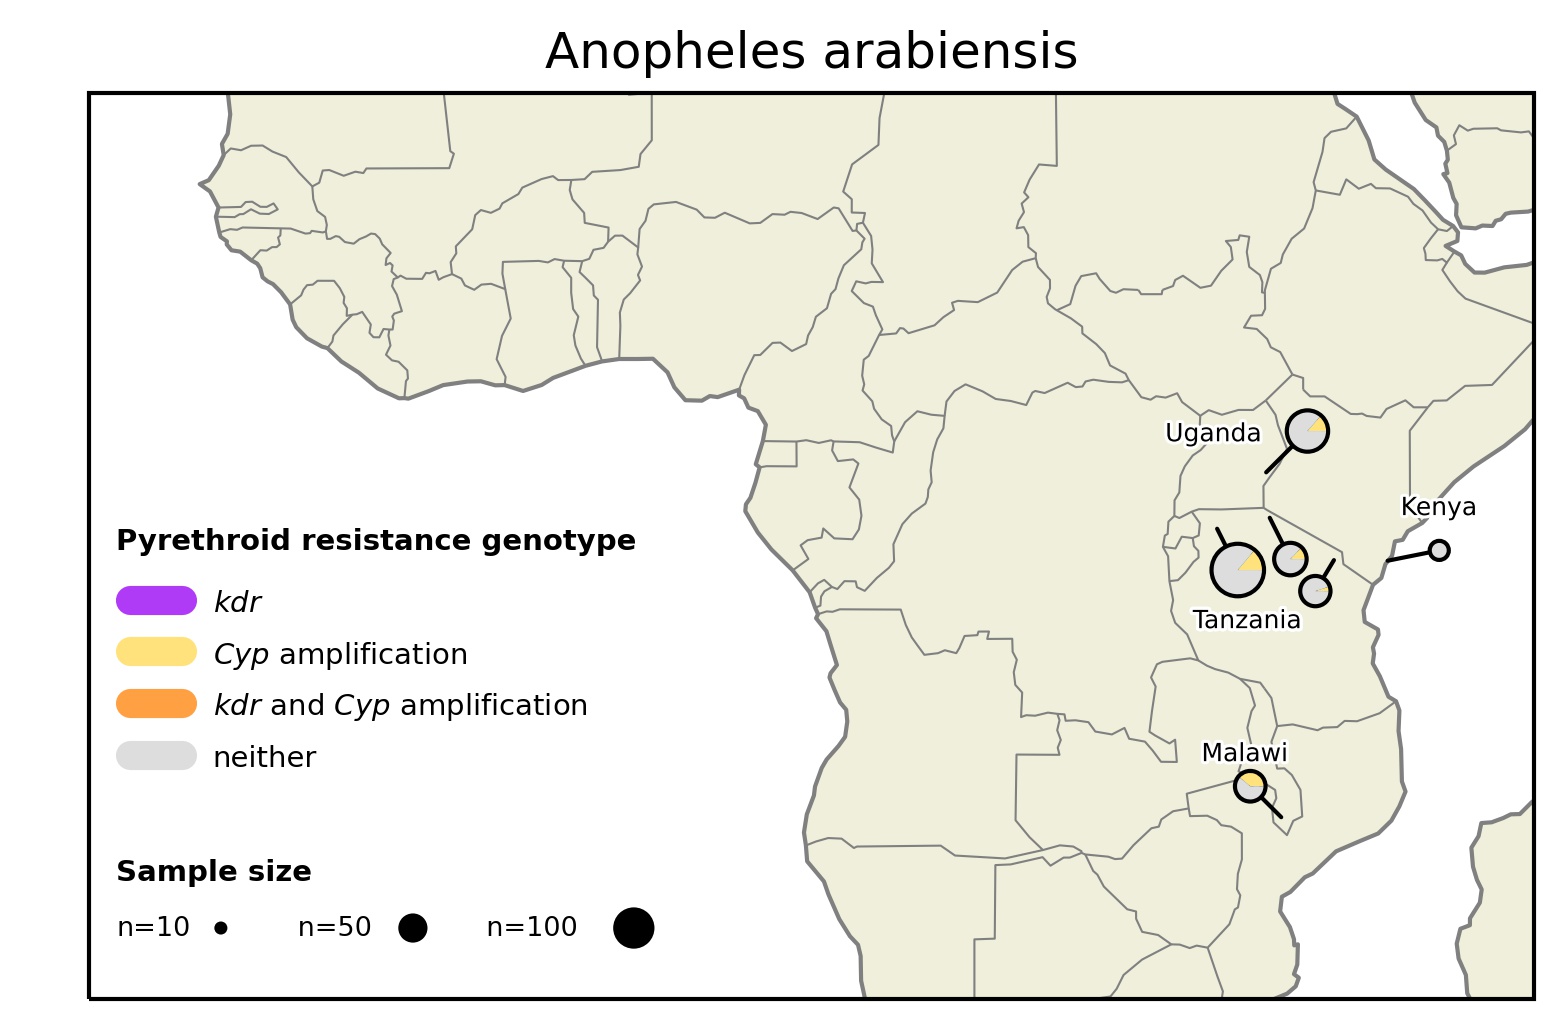 Anopheles arabiensis
Uganda
Kenya
Tanzania
Malawi
Pyrethroid resistance genotype
kdr
Cyp amplification
kdr and Cyp amplification
neither
Sample size
n=10 n=50 n=100